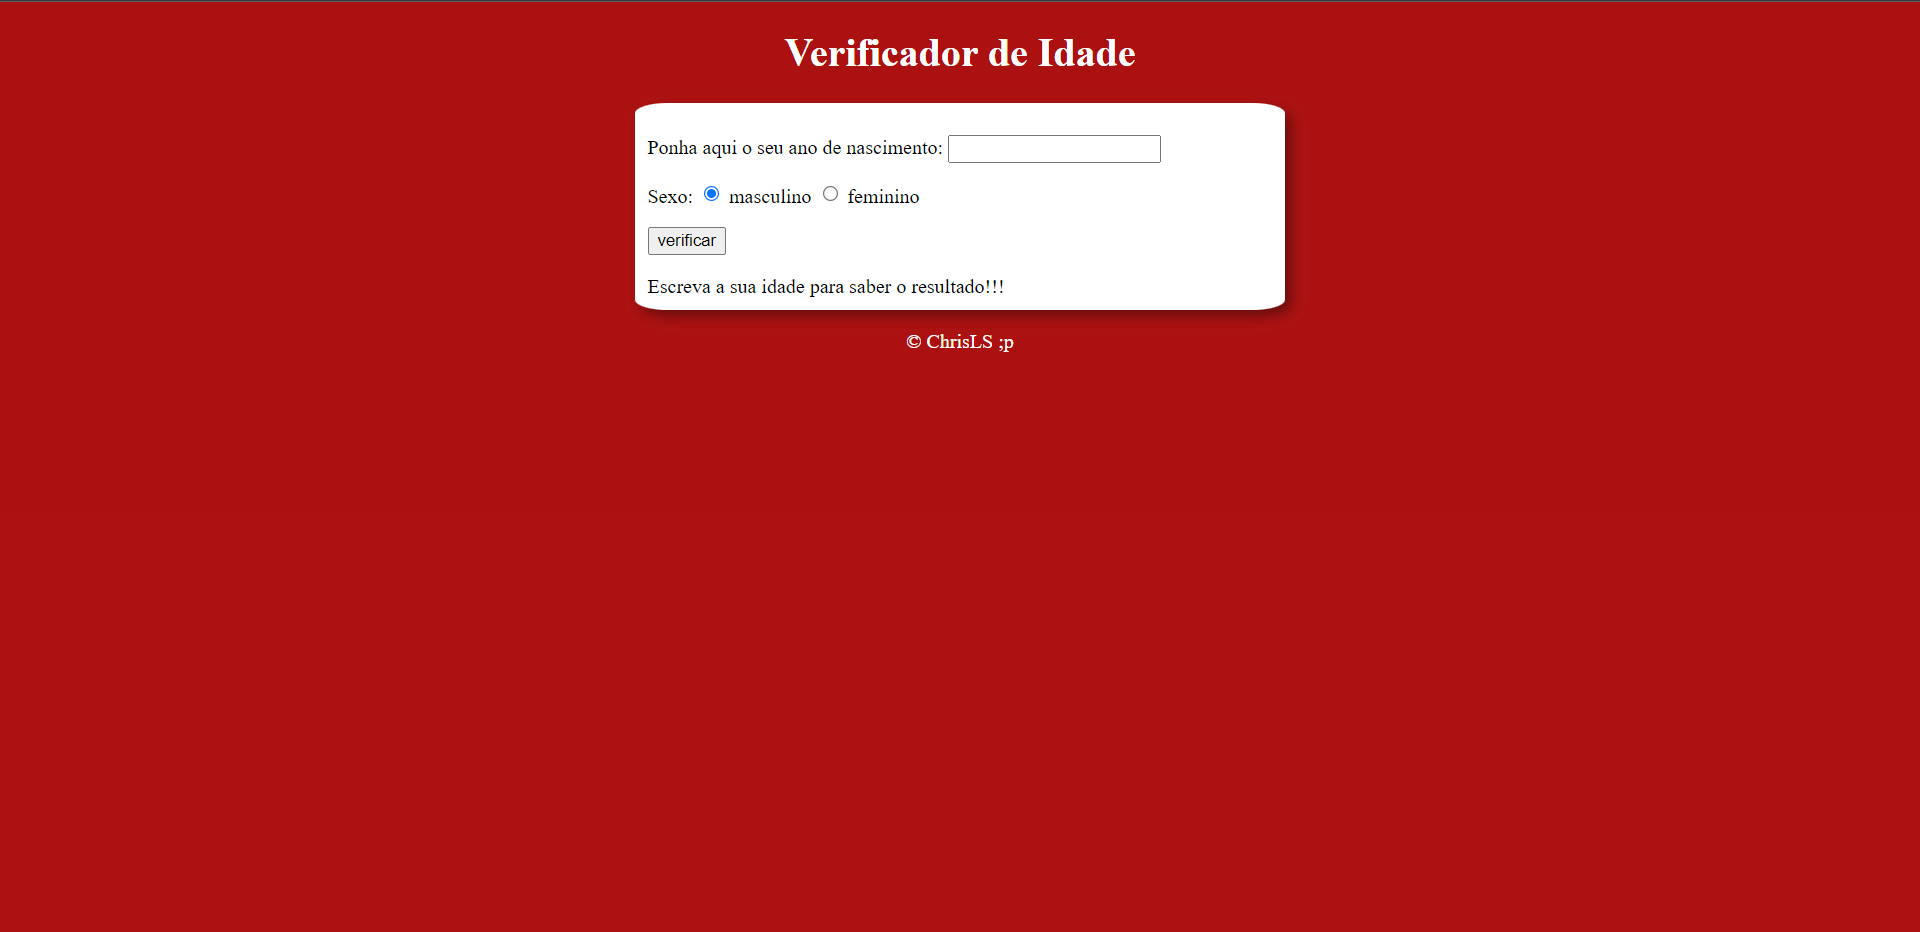 Verificador de Idade
Ponha aqui o seu ano de nascimento:
Sexo: masculino feminino
verificar
Escreva a sua idade para saber o resultado!!!
© ChrisLS ;p